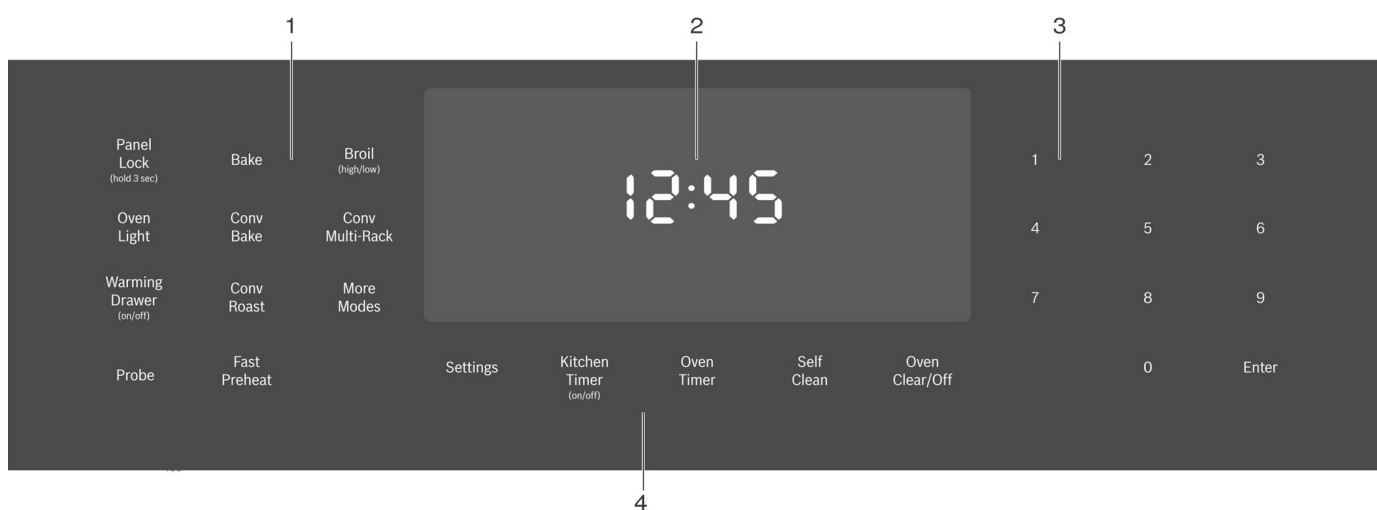 1
2
3
Panel
Lock
(hold 3 sec)
Bake
Broil
(high/low)
Oven
Light
Conv
Bake
Conv
Multi-Rack
Warming
Drawer
(on/off)
Conv
Roast
More
Modes
Probe
Fast
Preheat
12:45
Settings
Kitchen
Timer
(on/off)
Oven
Timer
Self
Clean
Oven
Clear/Off
1
2
3
4
5
6
7
8
9
0
Enter
4